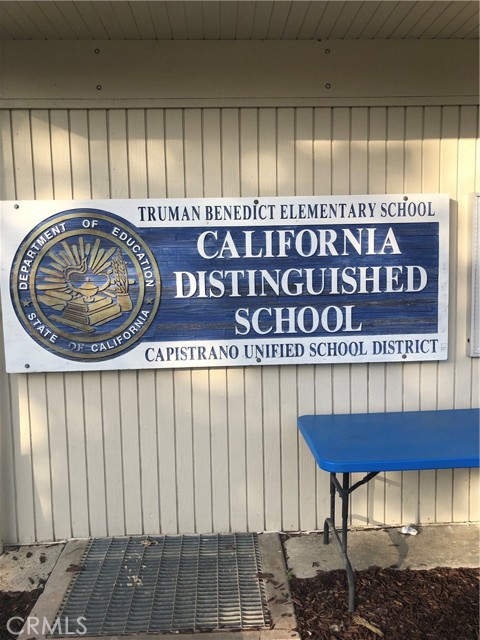 TRUMAN BENEDICT ELEMENTARY SCHOOL
DEPARTMENT OF EDUCATION
STATE OF CALIFORNIA
CALIFORNIA
DISTINGUISHED
SCHOOL
CAPISTRANO UNIFIED SCHOOL DISTRICT
CRMLS